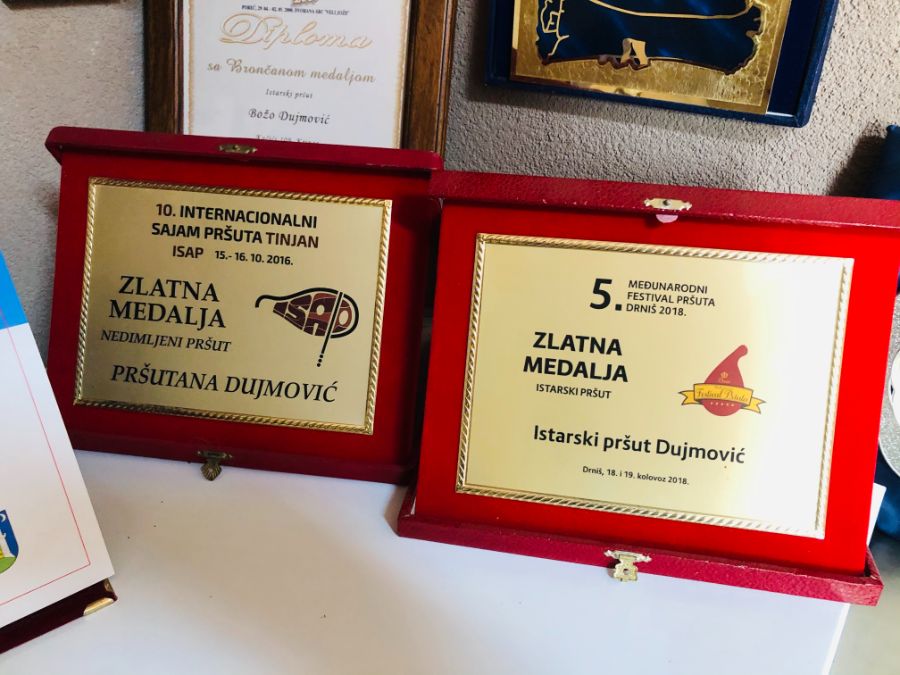 Diploma
sa Brončanom medaljom
Istarski pršut
Božo Dujmović
10. INTERNACIONALNI
SAJAM PRŠUTA TINJAN
ISAP 15.- 16. 10. 2016.
ZLATNA
MEDALJA
NEDIMLJENI PRŠUT
ISAP
PRŠUTANA DUJMOVIĆ
5. MEĐUNARODNI
FESTIVAL PRŠUTA
DRNIŠ 2018.
ZLATNA
MEDALJA
ISTARSKI PRŠUT
Festival Pršuta
Istarski pršut Dujmović
Drniš, 18. i 19. kolovoz 2018.